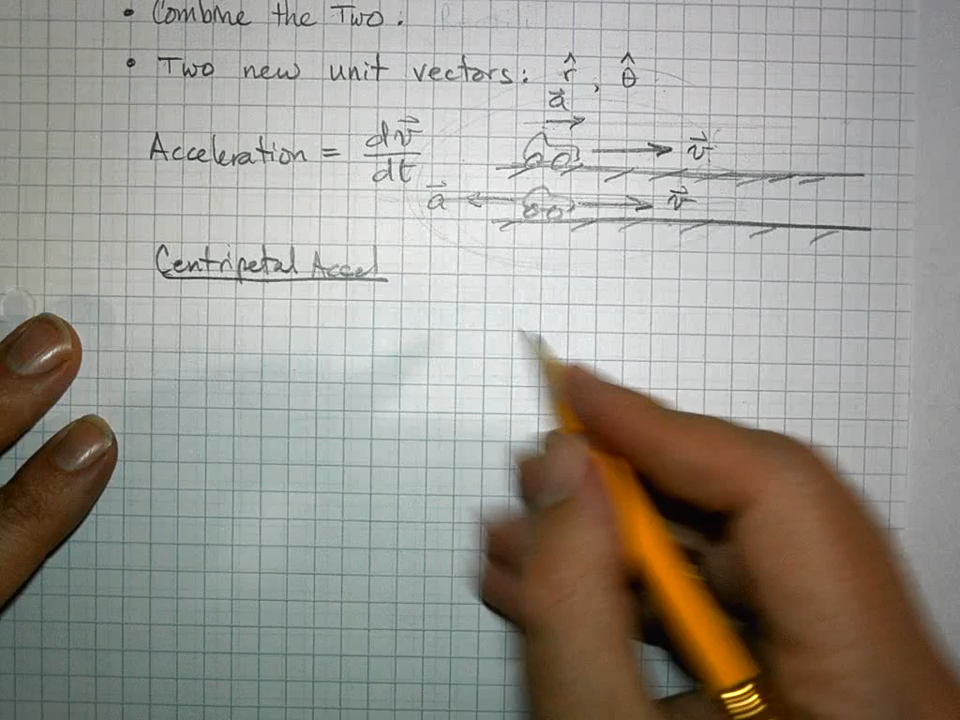 • Combine the Two.
• Two new unit vectors: r̂, θ̂
a⃗
Acceleration = dv⃗/dt v⃗
a⃗ v⃗
Centripetal Accel